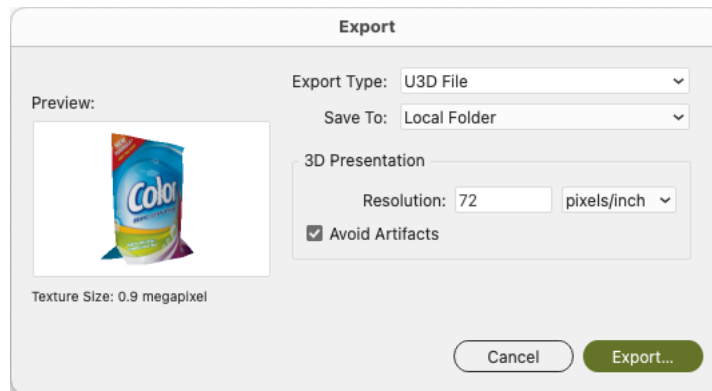 Export
Export Type: U3D File
Preview:
Save To: Local Folder
3D Presentation
Resolution: 72 pixels/inch
Avoid Artifacts
Color
Texture Size: 0.9 megapixel
Cancel Export...